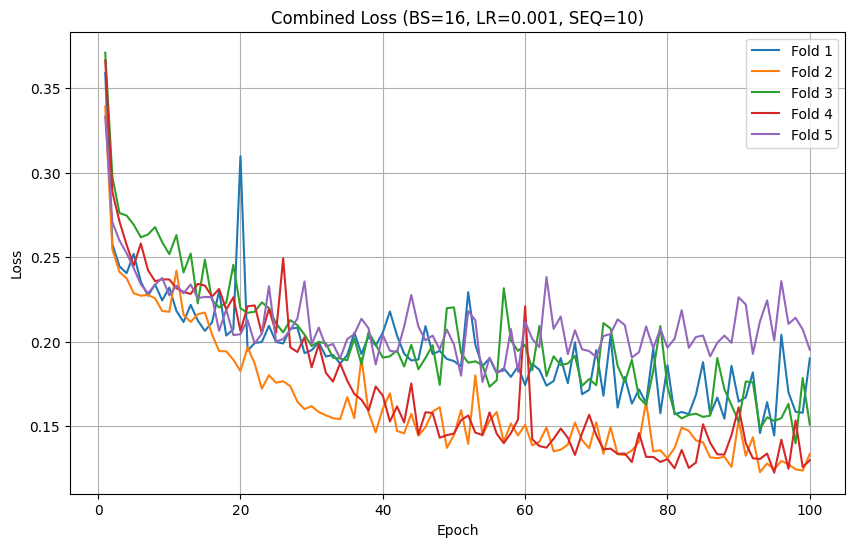 Combined Loss (BS=16, LR=0.001, SEQ=10)
Fold 1
Fold 2
Fold 3
Fold 4
Fold 5
Loss
0.35
0.30
0.25
0.20
0.15
0
20
40
60
80
100
Epoch